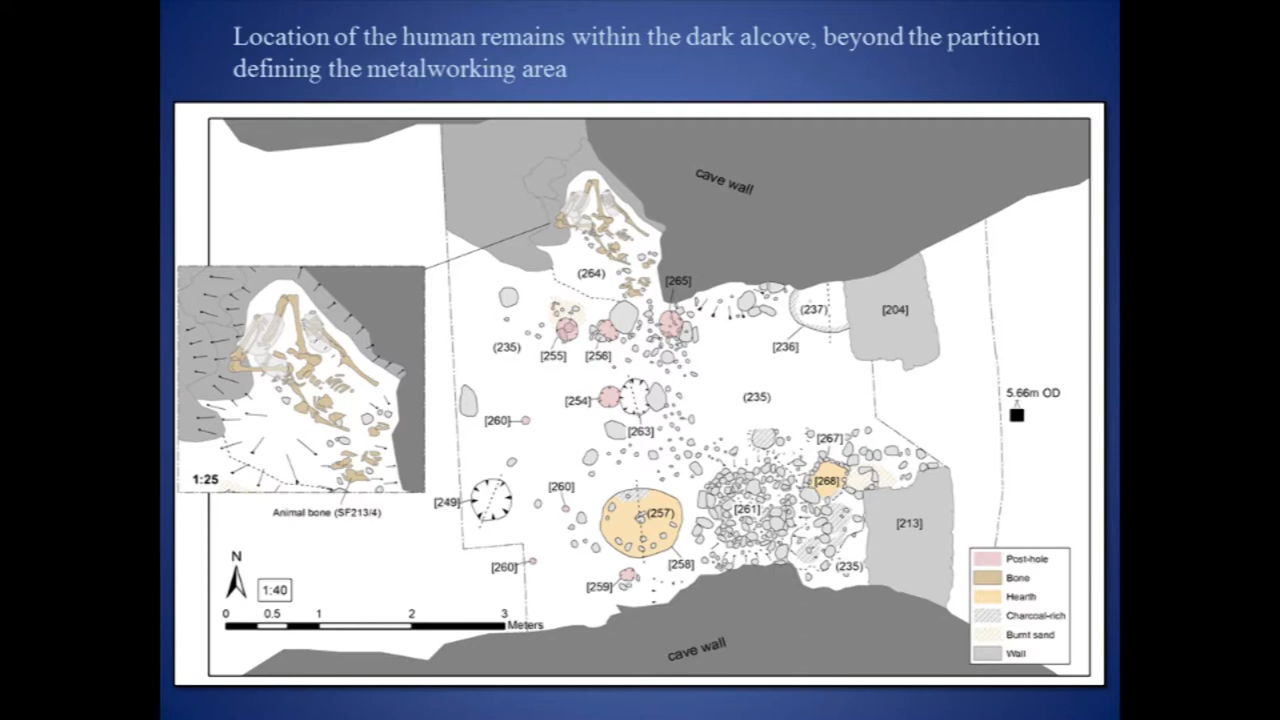 Location of the human remains within the dark alcove, beyond the partition
defining the metalworking area
cave wall
(264)
[265]
(237)
[204]
(235)
[255]
[256]
[236]
[254]
(235)
5.66m OD
[260]
[263]
[267]
[268]
1:25
[249]
[260]
(257)
[261]
[213]
Animal bone (SF213/4)
N
1:40
[260]
[258]
(235)
[259]
0 0.5 1 2 3
Meters
cave wall
Post-hole
Bone
Hearth
Charcoal-rich
Burnt sand
Wall